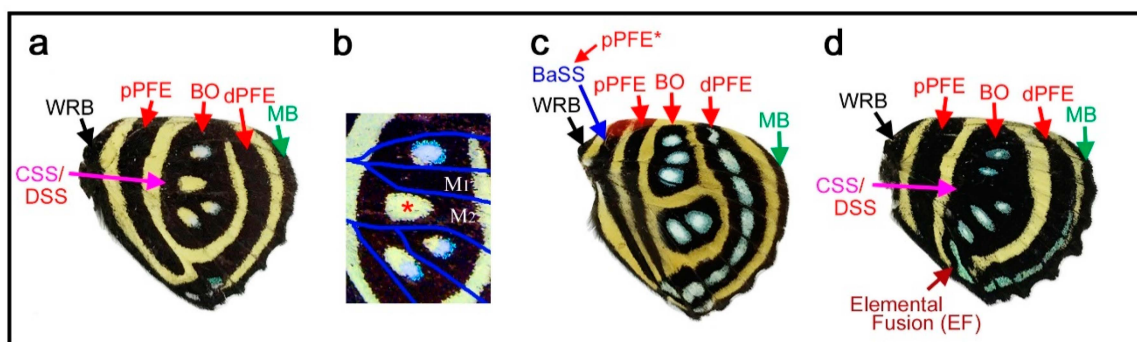 a
WRB
pPFE
BO
dPFE
MB
CSS/
DSS
b
M1
M2
*
c
pPFE*
BaSS
pPFE
BO
dPFE
WRB
MB
d
WRB
pPFE
BO
dPFE
MB
CSS/
DSS
Elemental
Fusion (EF)